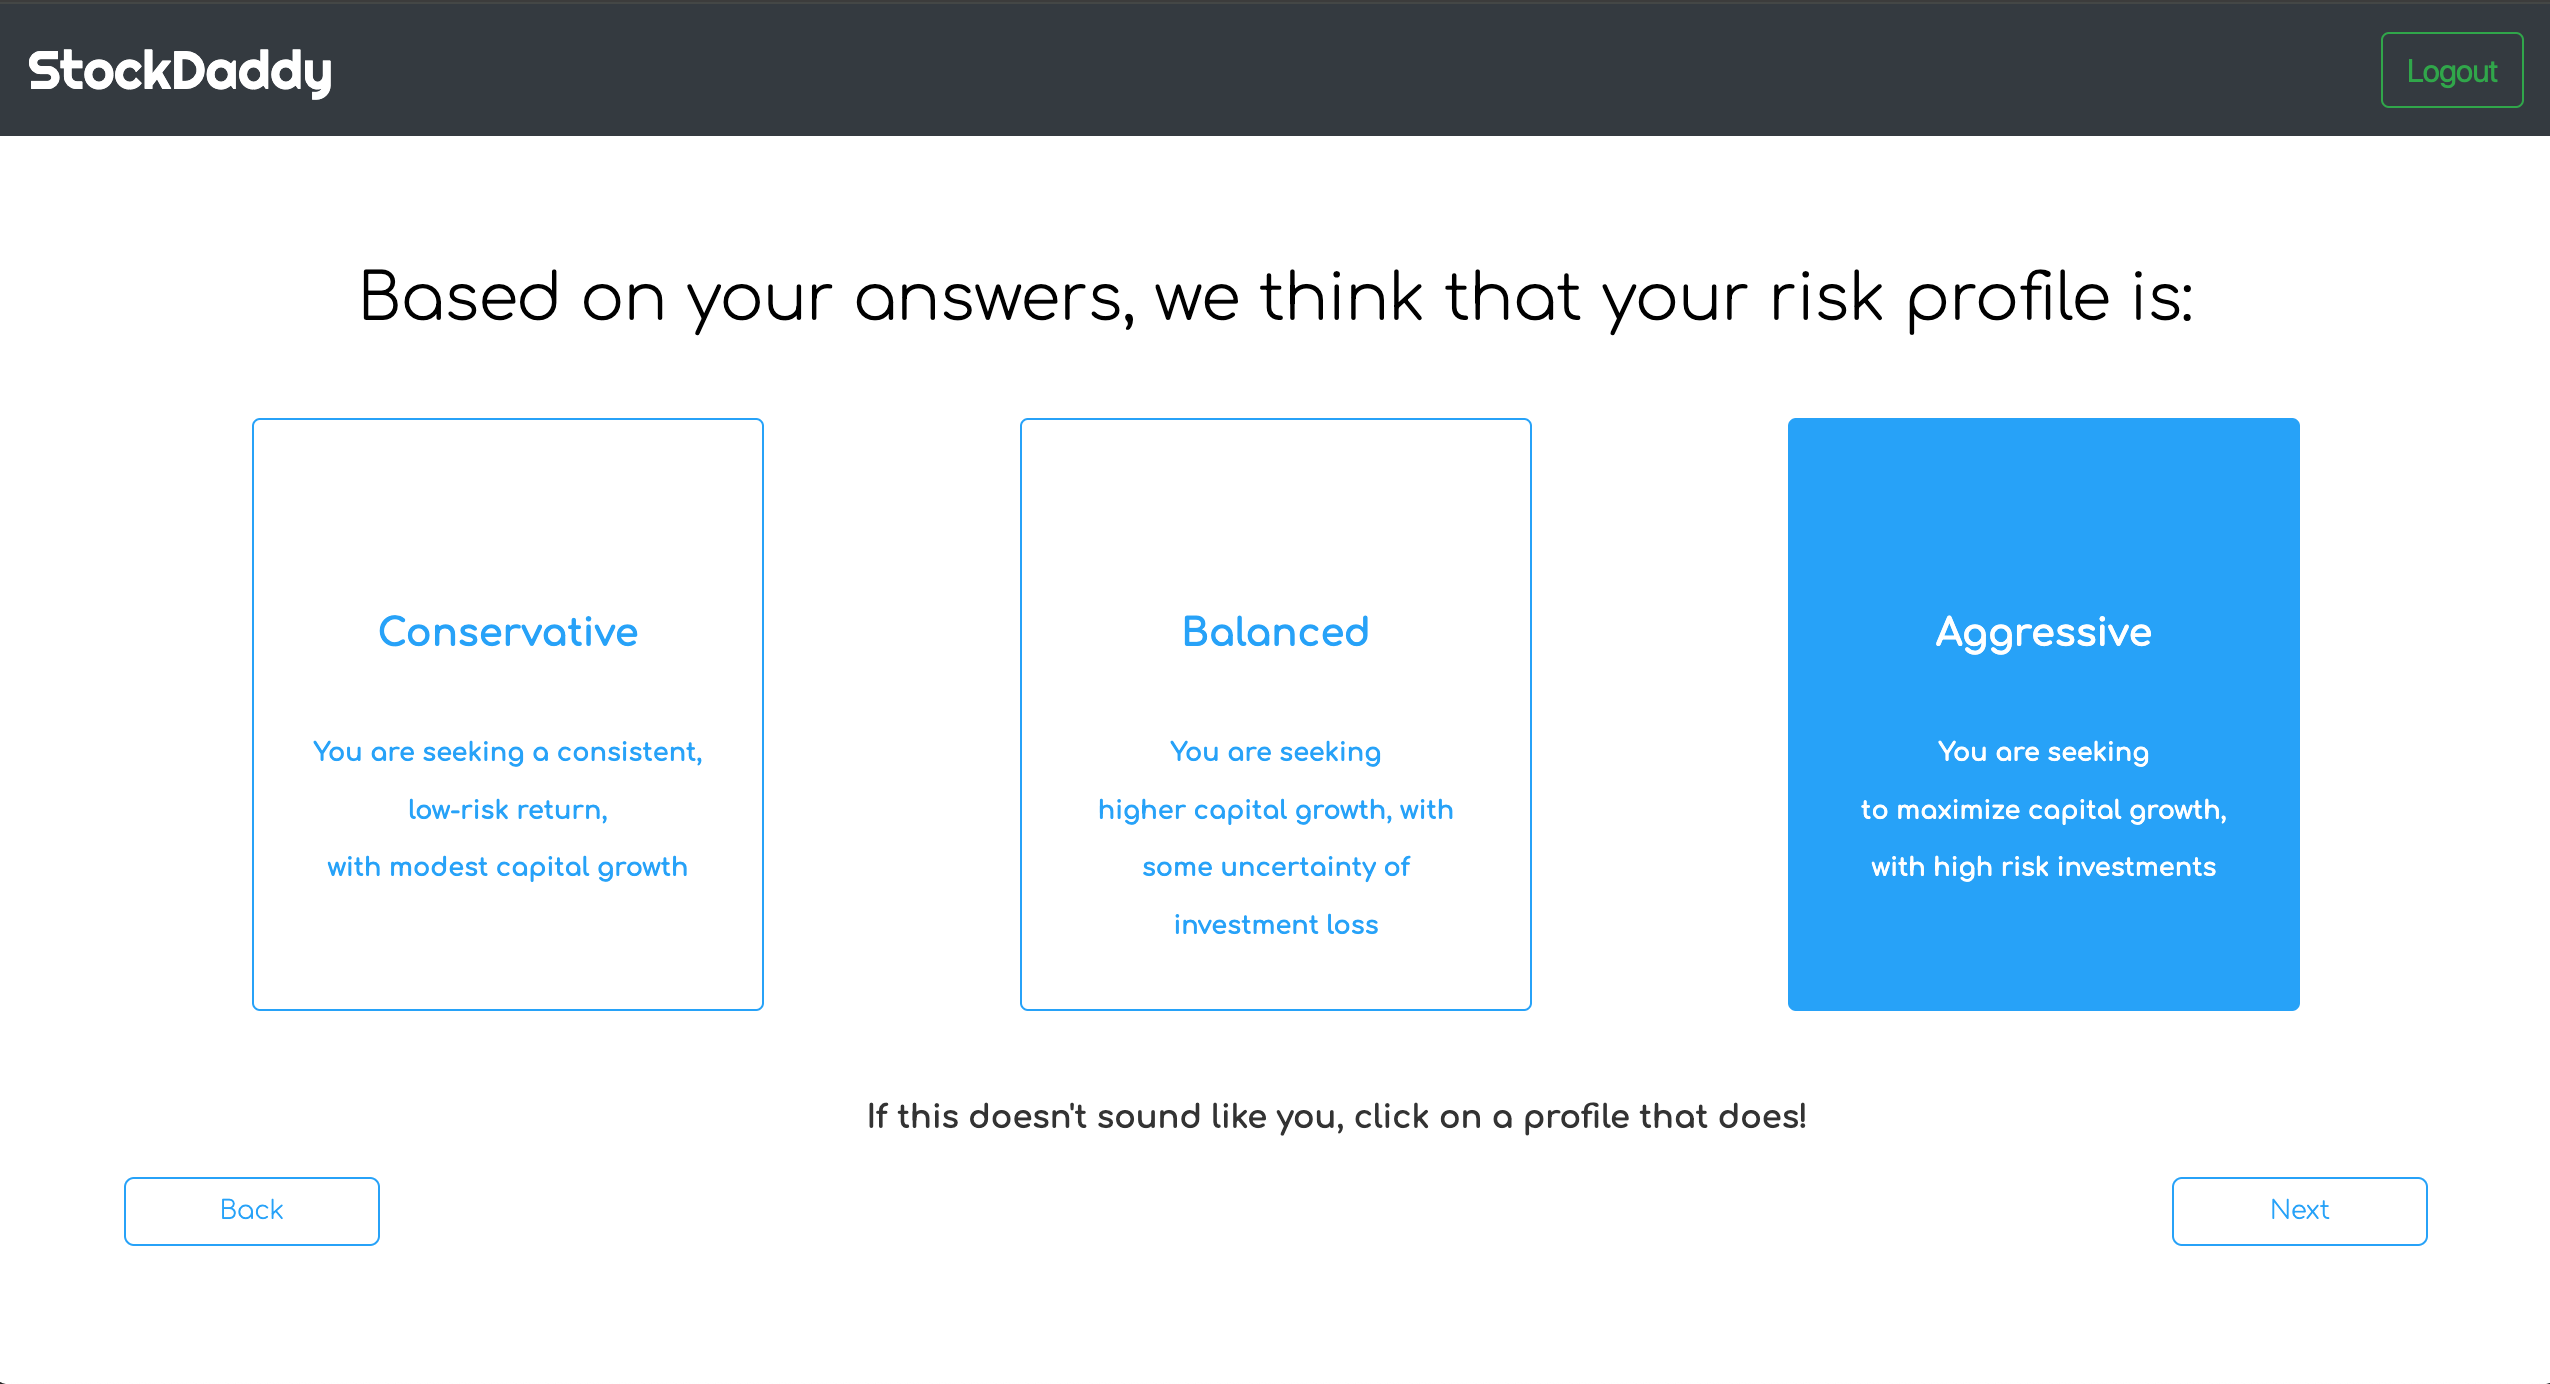 StockDaddy
Logout
Based on your answers, we think that your risk profile is:
Conservative
You are seeking a consistent,
low-risk return,
with modest capital growth
Balanced
You are seeking
higher capital growth, with
some uncertainty of
investment loss
Aggressive
You are seeking
to maximize capital growth,
with high risk investments
If this doesn't sound like you, click on a profile that does!
Back
Next